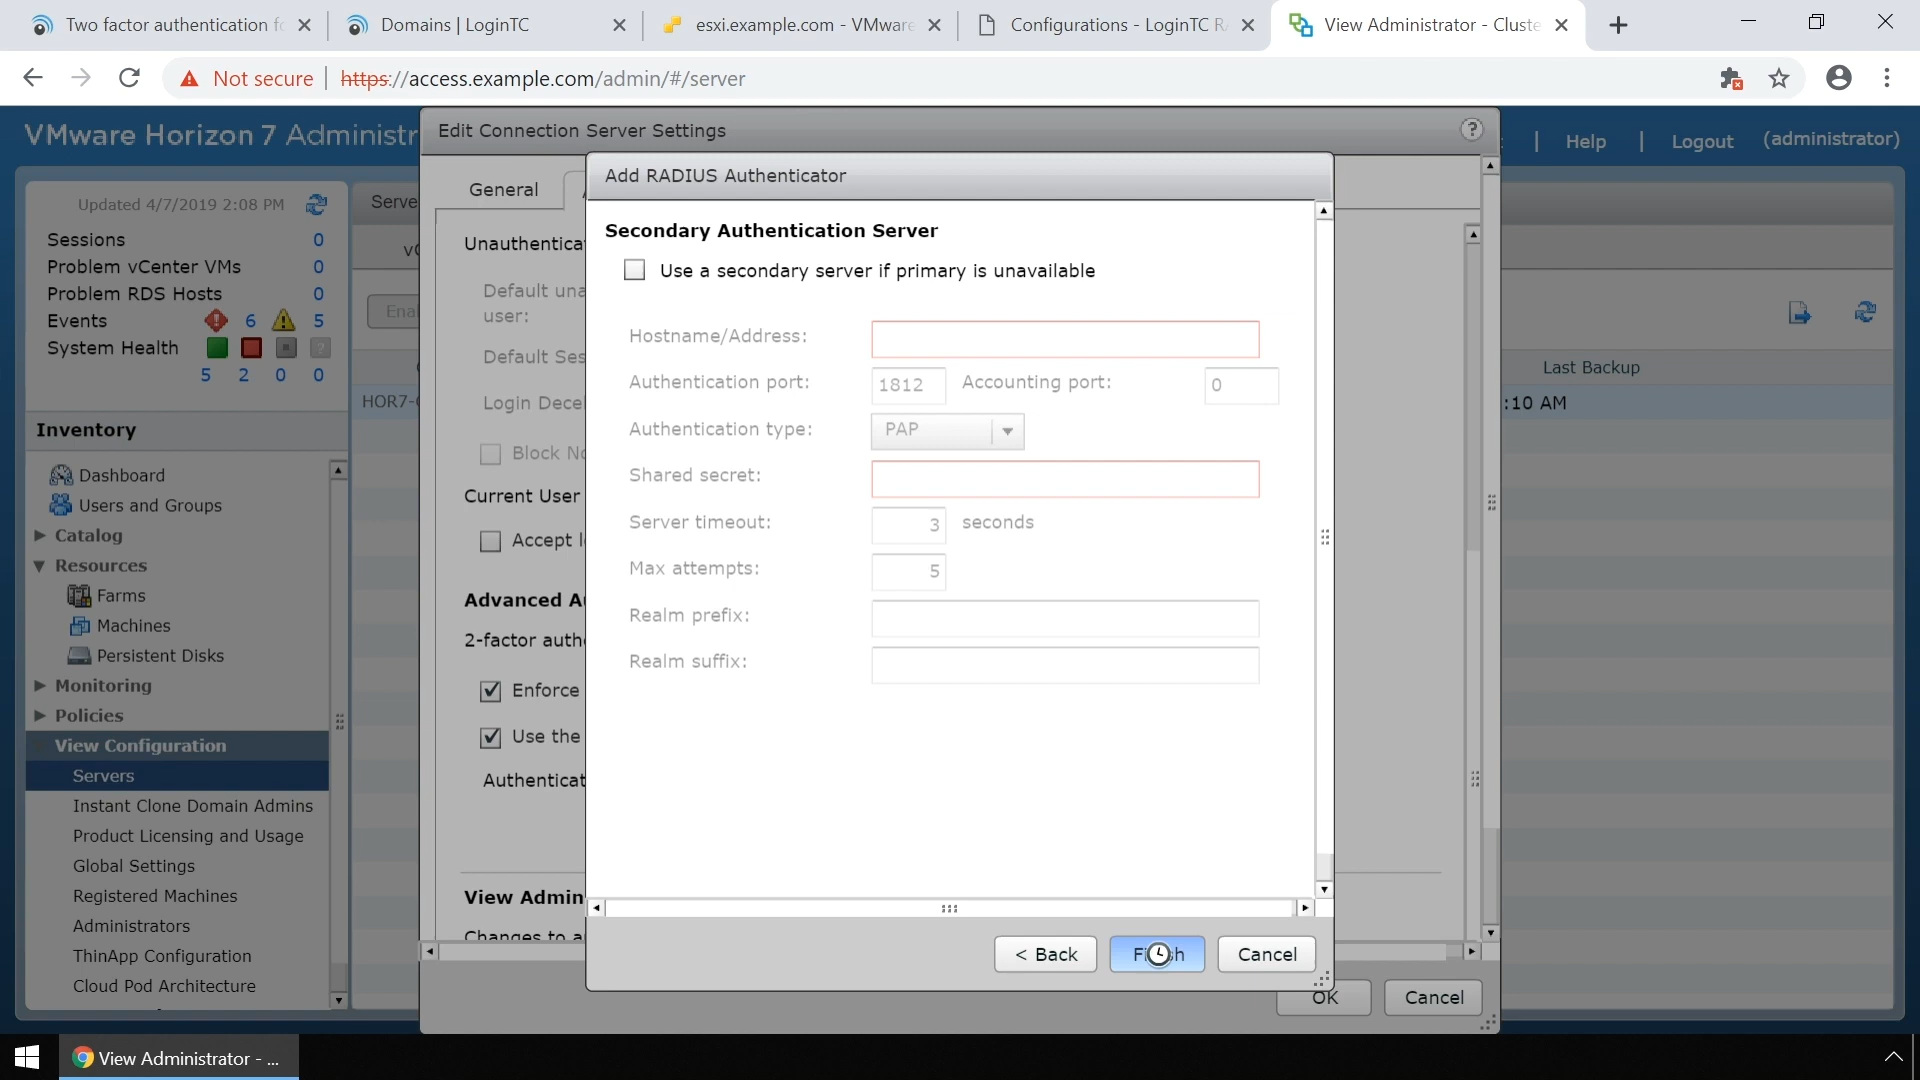 Two factor authentication f
Domains | LoginTC
esxi.example.com - VMware
Configurations - LoginTC R
View Administrator - Cluste
Not secure
https://access.example.com/admin/#/server
VMware Horizon 7 Administr
Help
Logout
(administrator)
Updated 4/7/2019 2:08 PM
Sessions 0
Problem vCenter VMs 0
Problem RDS Hosts 0
Events 6 5
System Health ?
5 2 0 0
Inventory
Dashboard
Users and Groups
Catalog
Resources
Farms
Machines
Persistent Disks
Monitoring
Policies
View Configuration
Servers
Instant Clone Domain Admins
Product Licensing and Usage
Global Settings
Registered Machines
Administrators
ThinApp Configuration
Cloud Pod Architecture
Serve
vC
Enal
HOR7-
Last Backup
:10 AM
Edit Connection Server Settings
?
General
Unauthentica
Default una
user:
Default Ses
Login Decel
Block No
Current User
Accept l
Advanced A
2-factor auth
Enforce
Use the
Authenticat
View Admin
Changes to a
OK
Cancel
Add RADIUS Authenticator
Secondary Authentication Server
Use a secondary server if primary is unavailable
Hostname/Address:
Authentication port: 1812 Accounting port: 0
Authentication type: PAP
Shared secret:
Server timeout: 3 seconds
Max attempts: 5
Realm prefix:
Realm suffix:
< Back
Finish
Cancel
View Administrator - ...